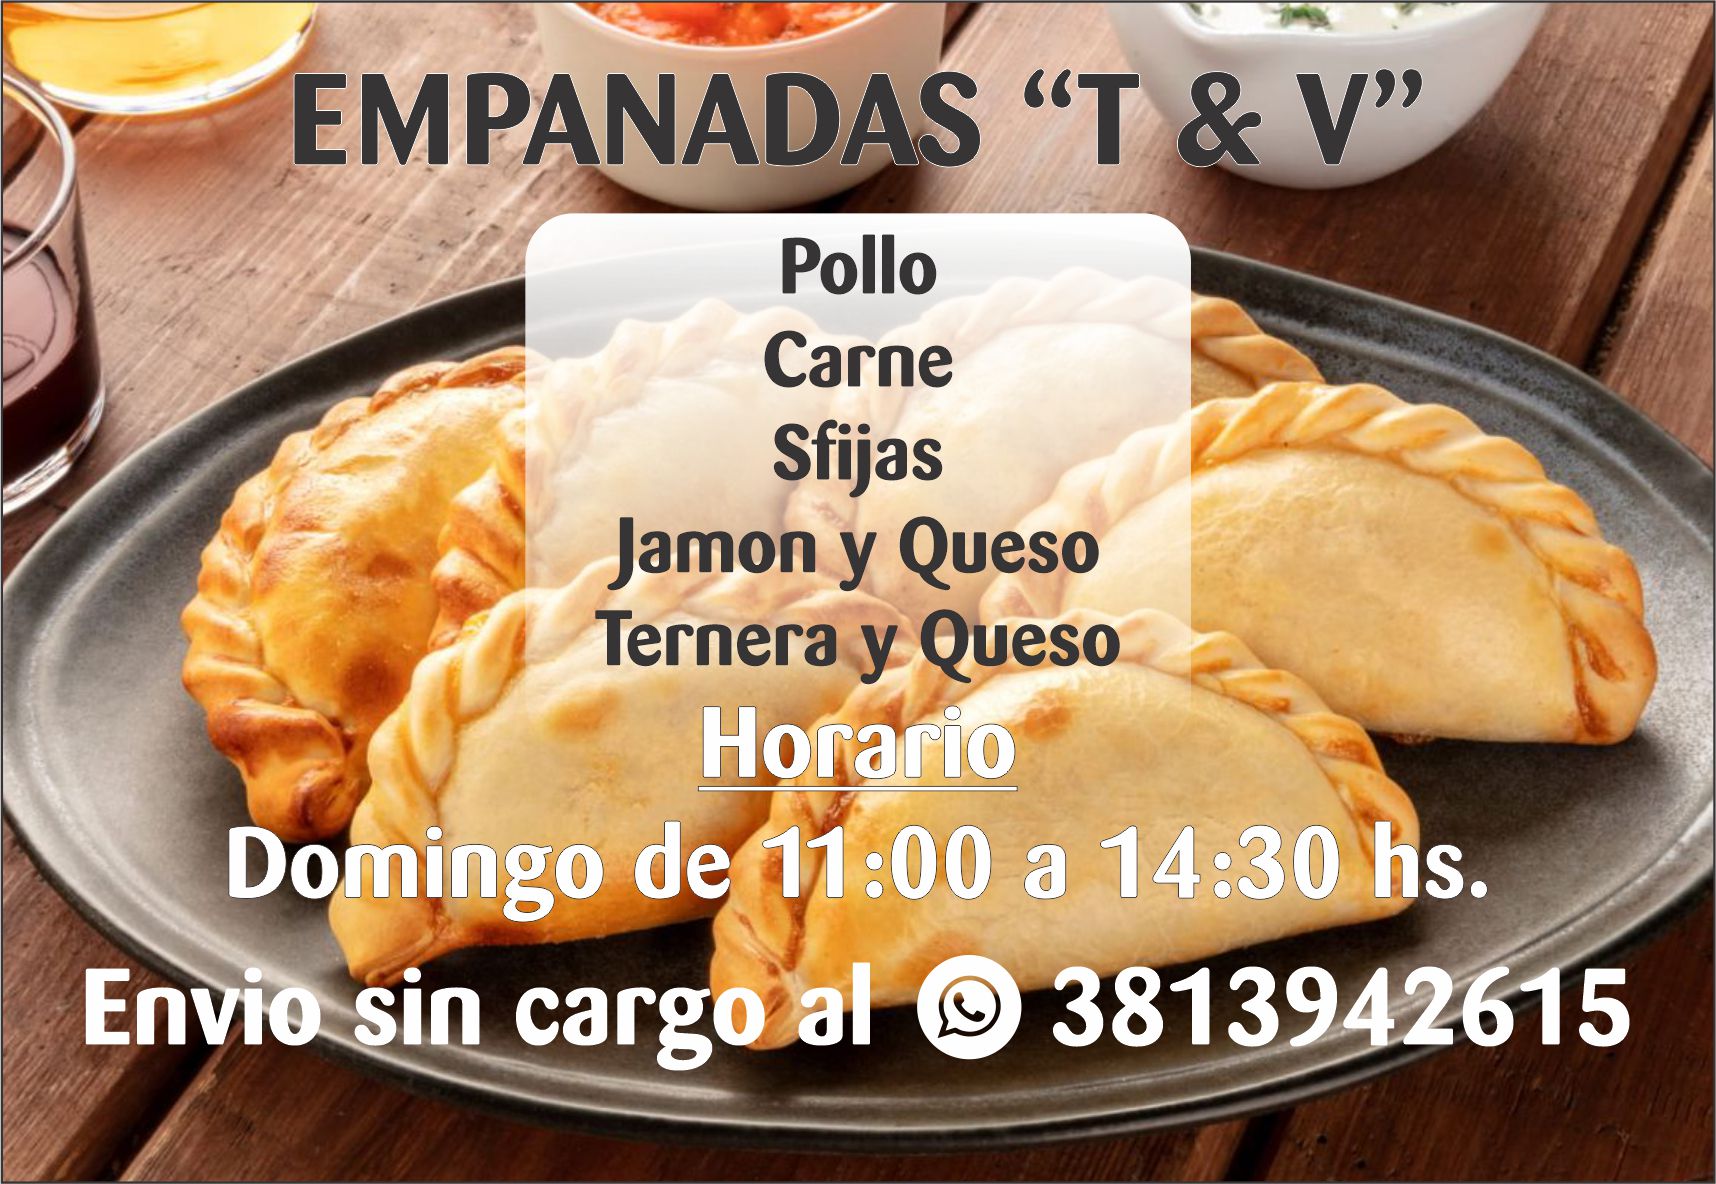 EMPANADAS “T & V”
Pollo
Carne
Sfijas
Jamon y Queso
Ternera y Queso
Horario
Domingo de 11:00 a 14:30 hs.
Envio sin cargo al 3813942615